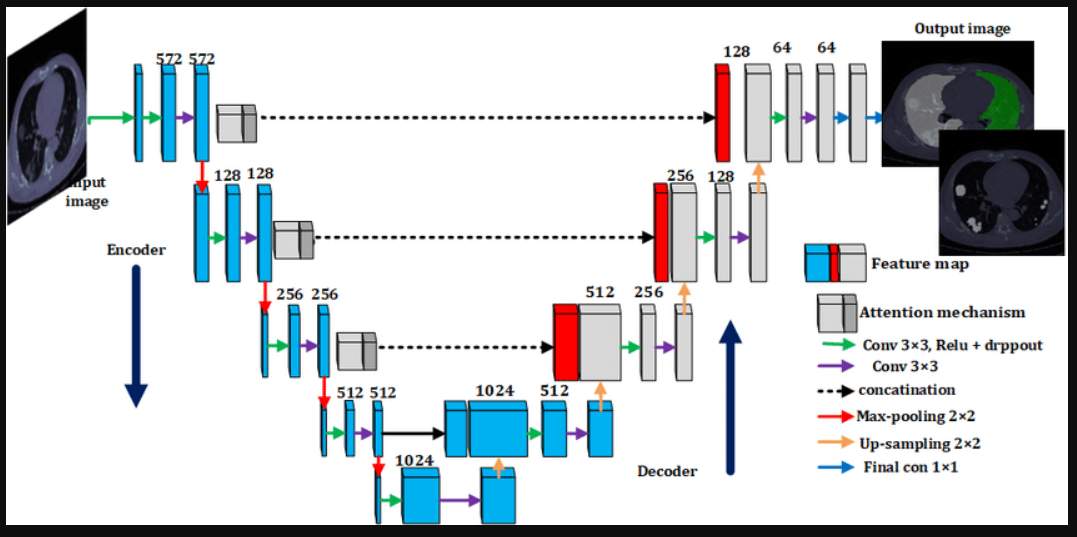 Output image
572 572
128 64 64
128 128
256 128
nput
image
Encoder
Feature map
256 256
512 256
Attention mechanism
Conv 3×3, Relu + drppout
Conv 3×3
512 512
1024 512
concatination
Max-pooling 2×2
Up-sampling 2×2
1024
Decoder
Final con 1×1